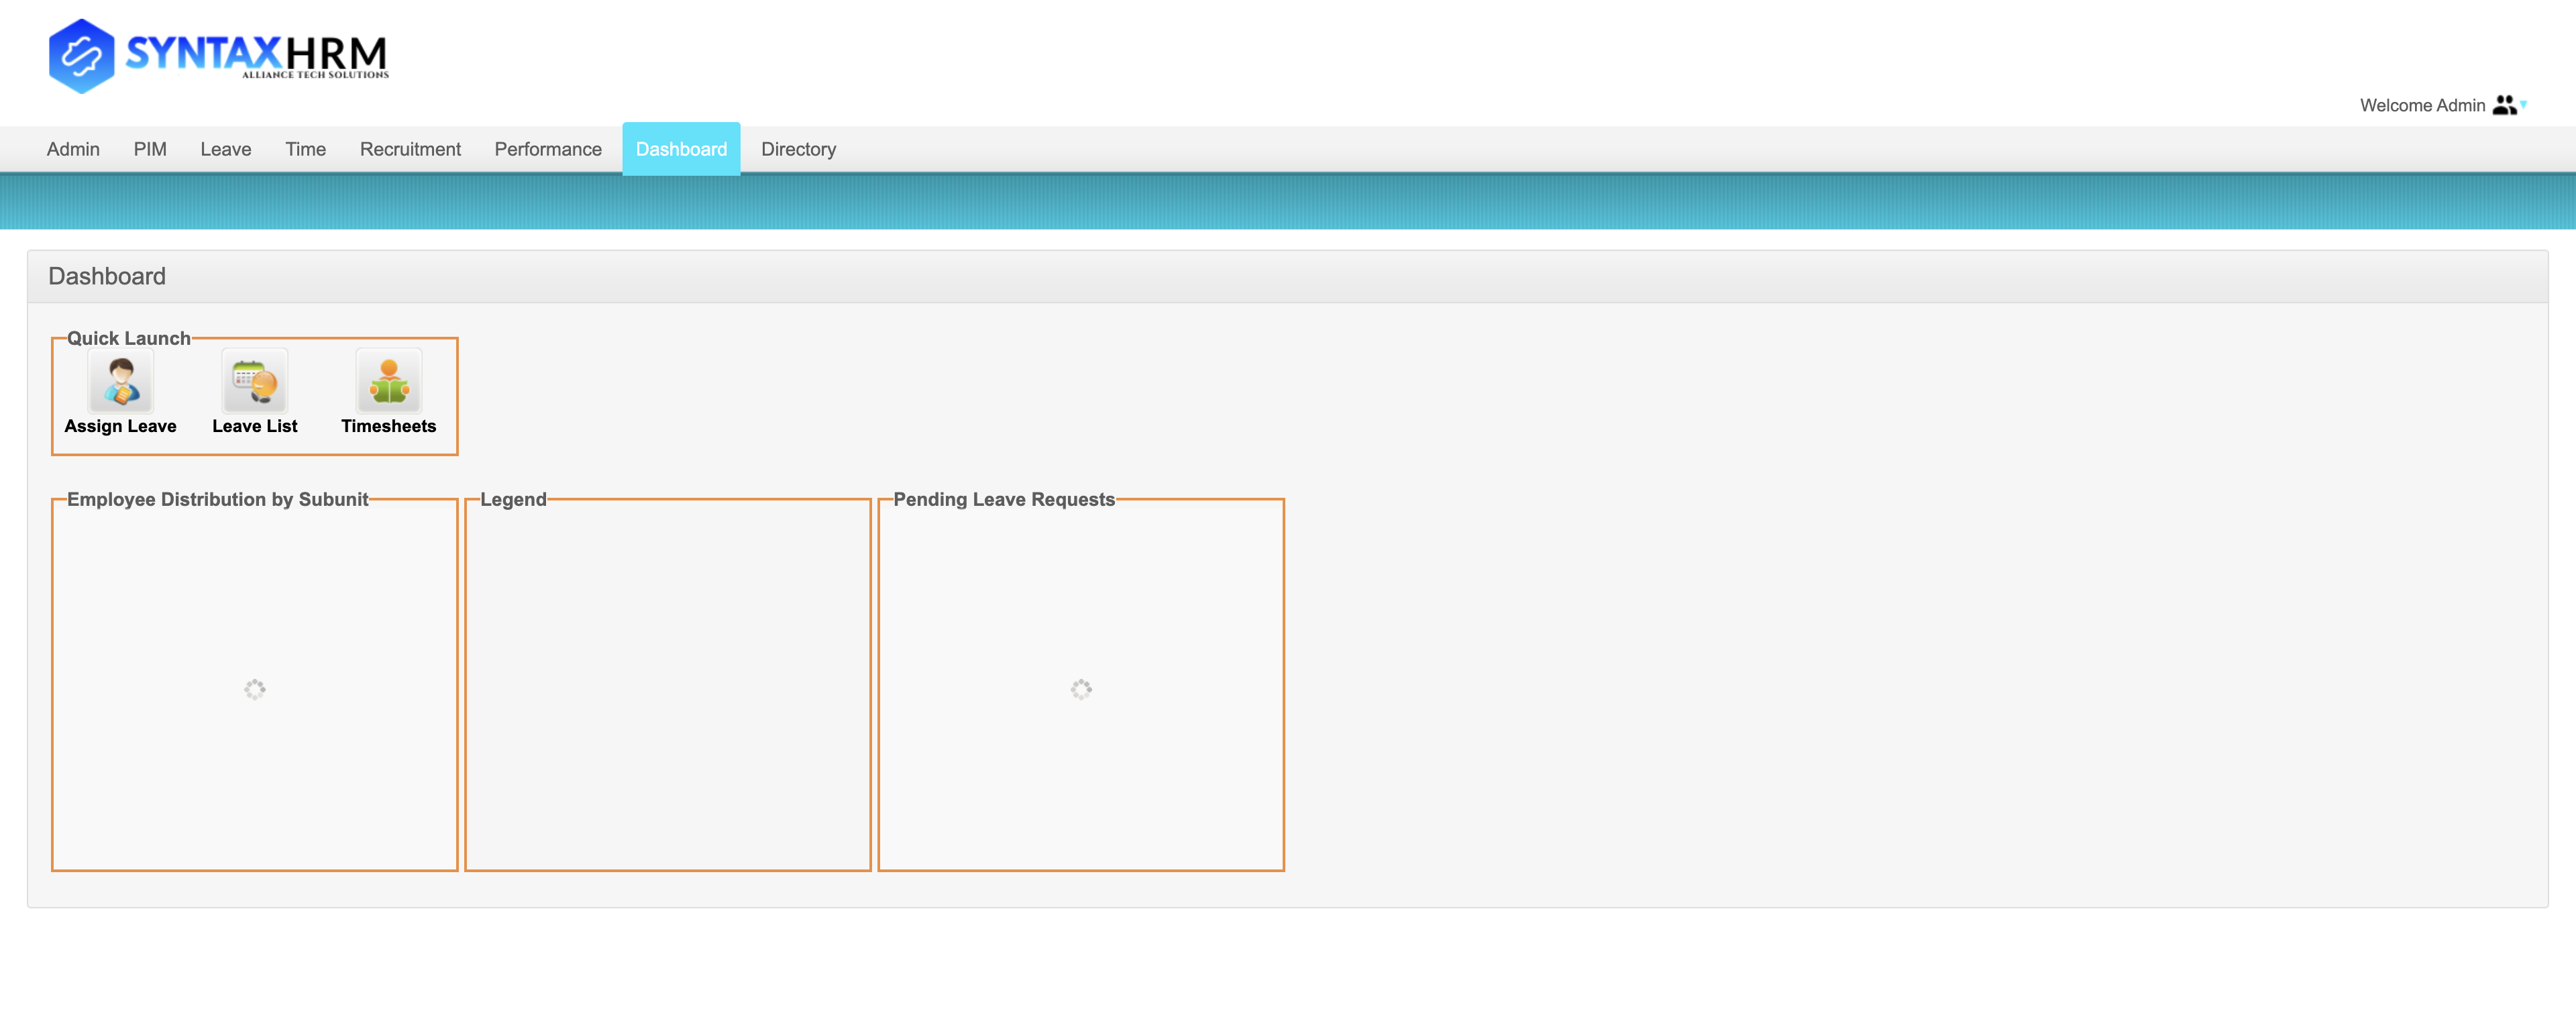 SYNTAXHRM
ALLIANCE TECH SOLUTIONS
Welcome Admin
Admin PIM Leave Time Recruitment Performance Dashboard Directory
Dashboard
Quick Launch
Assign Leave Leave List Timesheets
Employee Distribution by Subunit Legend Pending Leave Requests